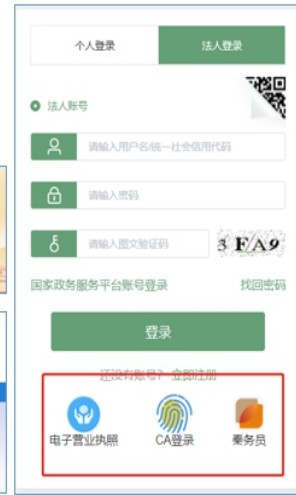 个人登录 法人登录
法人账号
请输入用户名/统一社会信用代码
请输入密码
请输入图文验证码 3 F/A9
国家政务服务平台账号登录 找回密码
登录
还没有账号? 立即注册
电子营业执照 CA登录 秦务员